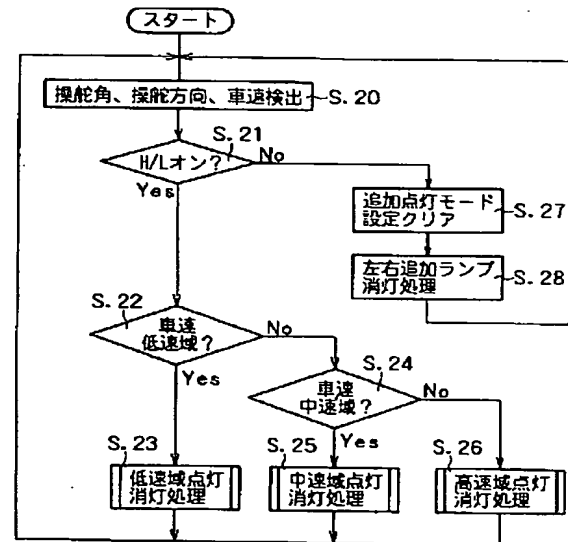 スタート
操舵角、操舵方向、車速検出
S.20
S.21
H/Lオン？
No
Yes
追加点灯モード
設定クリア
S.27
左右追加ランプ
消灯処理
S.28
S.22
車速
低速域？
No
Yes
S.24
車速
中速域？
No
Yes
S.23
低速域点灯
消灯処理
S.25
中速域点灯
消灯処理
S.26
高速域点灯
消灯処理